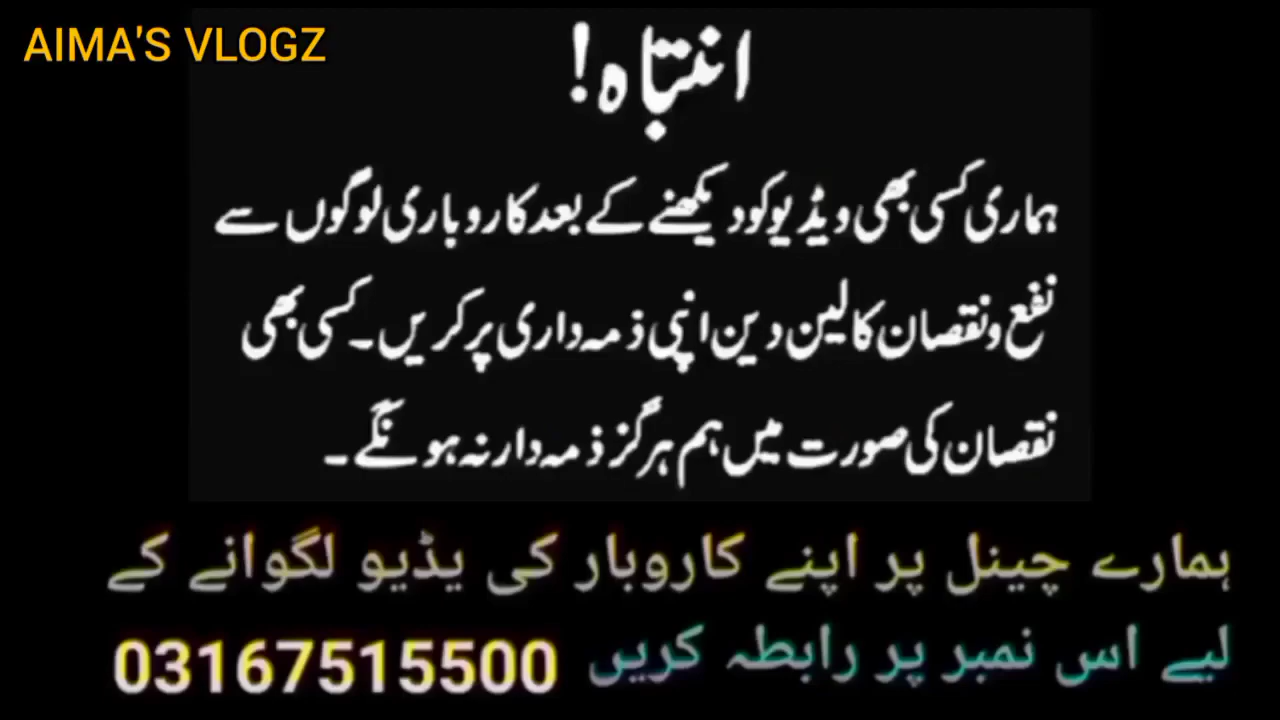 AIMA'S VLOGZ
انتباہ!
ہماری کسی بھی ویڈیو کو دیکھنے کے بعد کاروباری لوگوں سے
نفع و نقصان کا لین دین اپنی ذمہ داری پر کریں۔ کسی بھی
نقصان کی صورت میں ہم ہرگز ذمہ دار نہ ہونگے۔
ہمارے چینل پر اپنے کاروبار کی یڈیو لگوانے کے
لیے اس نمبر پر رابطہ کریں 03167515500